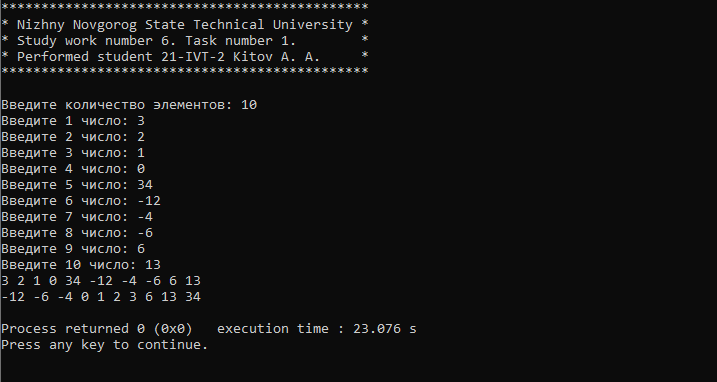 **********************************************
* Nizhny Novgorog State Technical University *
* Study work number 6. Task number 1.        *
* Performed student 21-IVT-2 Kitov A. A.     *
**********************************************
Введите количество элементов: 10
Введите 1 число: 3
Введите 2 число: 2
Введите 3 число: 1
Введите 4 число: 0
Введите 5 число: 34
Введите 6 число: -12
Введите 7 число: -4
Введите 8 число: -6
Введите 9 число: 6
Введите 10 число: 13
3 2 1 0 34 -12 -4 -6 6 13
-12 -6 -4 0 1 2 3 6 13 34
Process returned 0 (0x0)   execution time : 23.076 s
Press any key to continue.